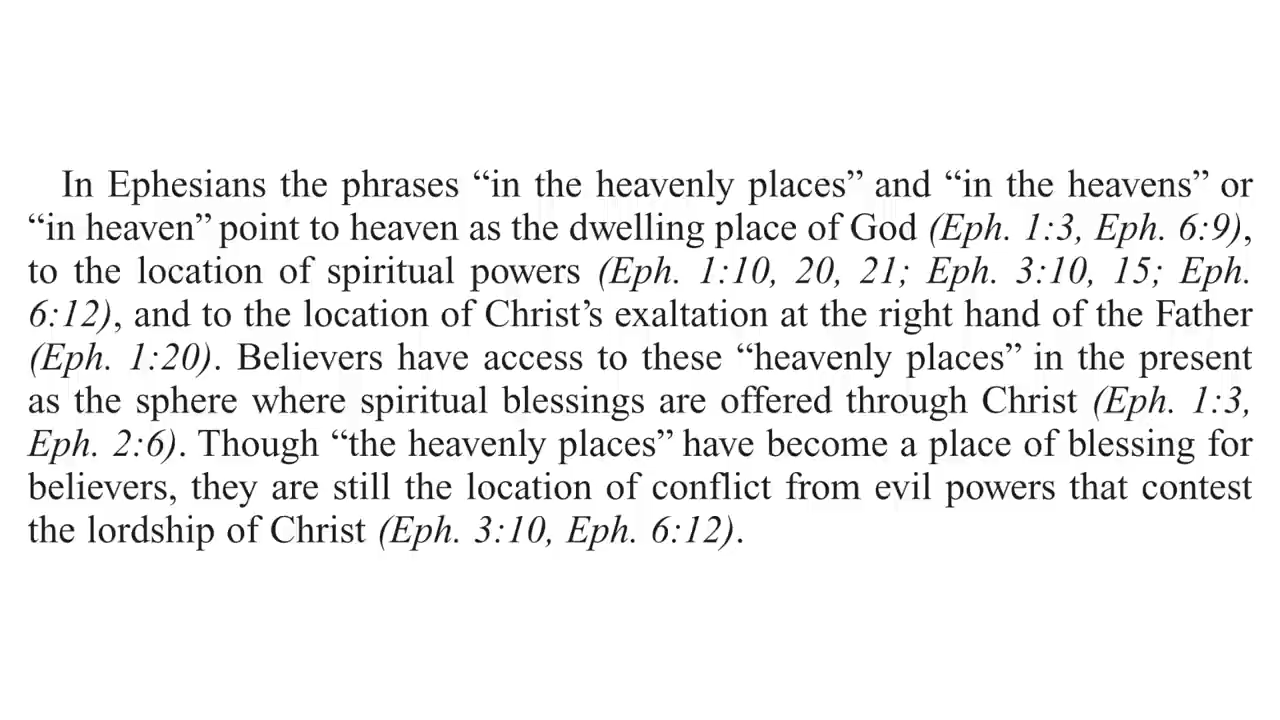 In Ephesians the phrases “in the heavenly places” and “in the heavens” or
“in heaven” point to heaven as the dwelling place of God (Eph. 1:3, Eph. 6:9),
to the location of spiritual powers (Eph. 1:10, 20, 21; Eph. 3:10, 15; Eph.
6:12), and to the location of Christ’s exaltation at the right hand of the Father
(Eph. 1:20). Believers have access to these “heavenly places” in the present
as the sphere where spiritual blessings are offered through Christ (Eph. 1:3,
Eph. 2:6). Though “the heavenly places” have become a place of blessing for
believers, they are still the location of conflict from evil powers that contest
the lordship of Christ (Eph. 3:10, Eph. 6:12).